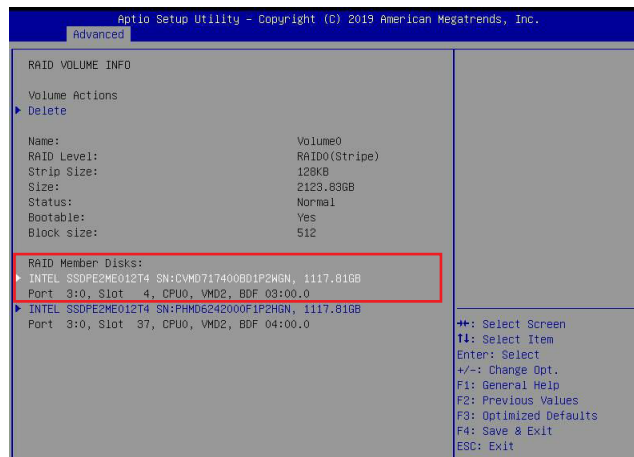 Aptio Setup Utility – Copyright (C) 2019 American Megatrends, Inc.
Advanced
RAID VOLUME INFO
Volume Actions
Delete
Name: Volume0
RAID Level: RAID0(Stripe)
Strip Size: 128KB
Size: 2123.83GB
Status: Normal
Bootable: Yes
Block size: 512
RAID Member Disks:
INTEL SSDPE2ME012T4 SN:CVMD717400BD1P2WGN, 1117.81GB
Port 3:0, Slot 4, CPU0, VMD2, BDF 03:00.0
INTEL SSDPE2ME012T4 SN:PHMD6242000F1P2HGN, 1117.81GB
Port 3:0, Slot 37, CPU0, VMD2, BDF 04:00.0
→←: Select Screen
↑↓: Select Item
Enter: Select
+/-: Change Opt.
F1: General Help
F2: Previous Values
F3: Optimized Defaults
F4: Save & Exit
ESC: Exit